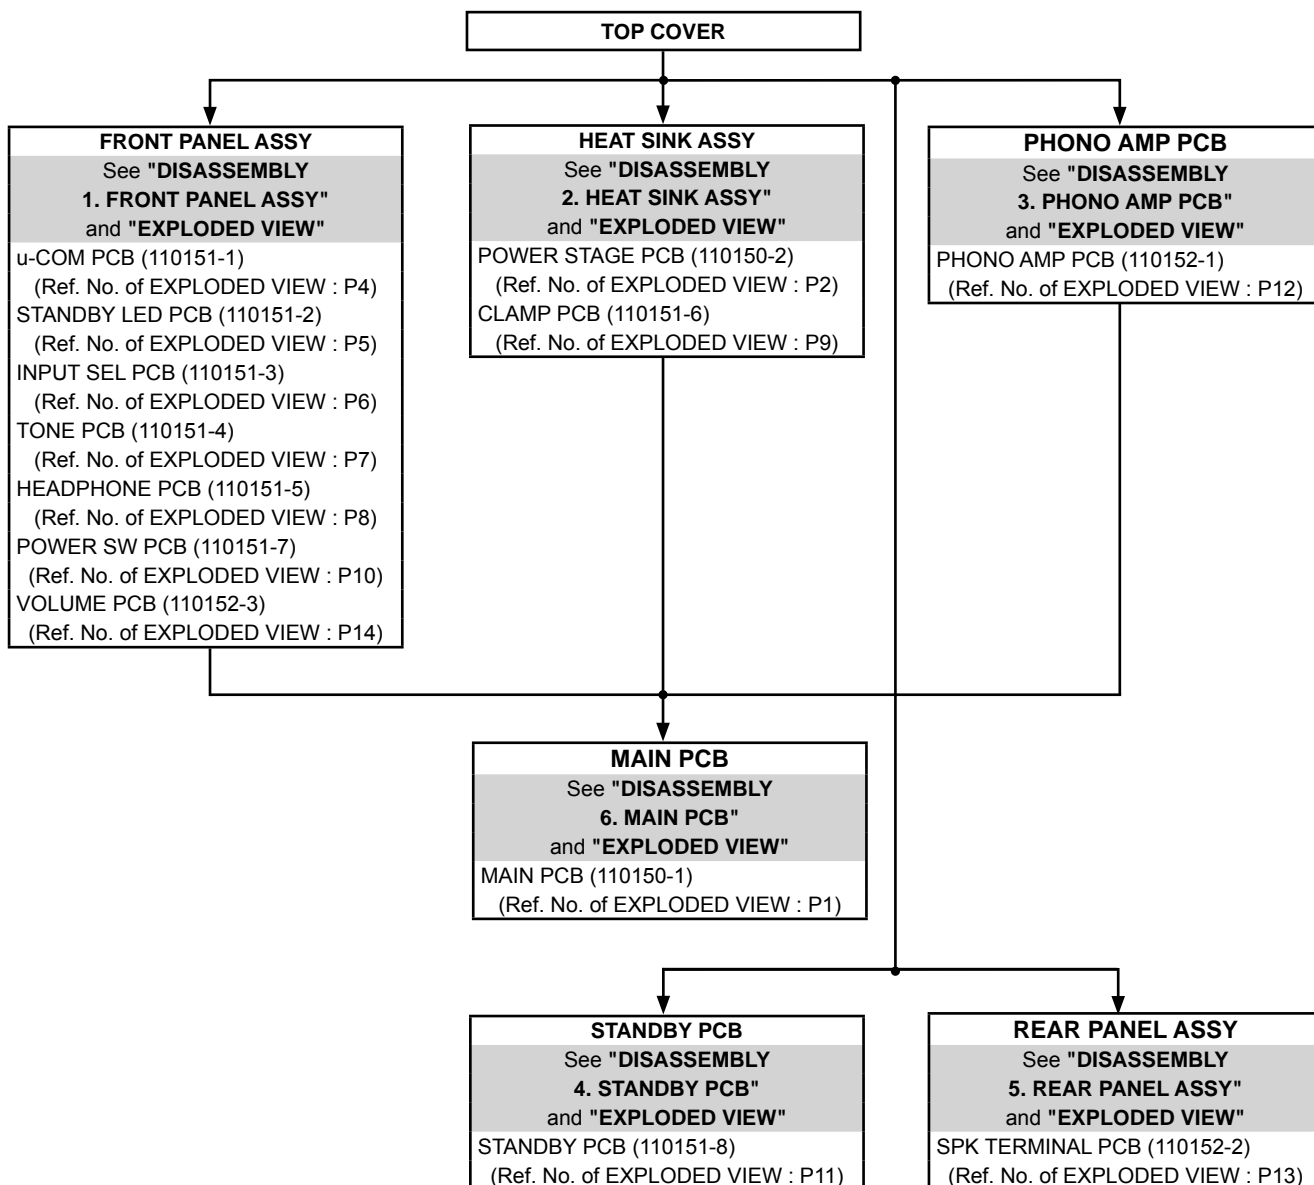 TOP COVER
FRONT PANEL ASSY
See "DISASSEMBLY
1. FRONT PANEL ASSY"
and "EXPLODED VIEW"
u-COM PCB (110151-1)
(Ref. No. of EXPLODED VIEW : P4)
STANDBY LED PCB (110151-2)
(Ref. No. of EXPLODED VIEW : P5)
INPUT SEL PCB (110151-3)
(Ref. No. of EXPLODED VIEW : P6)
TONE PCB (110151-4)
(Ref. No. of EXPLODED VIEW : P7)
HEADPHONE PCB (110151-5)
(Ref. No. of EXPLODED VIEW : P8)
POWER SW PCB (110151-7)
(Ref. No. of EXPLODED VIEW : P10)
VOLUME PCB (110152-3)
(Ref. No. of EXPLODED VIEW : P14)
HEAT SINK ASSY
See "DISASSEMBLY
2. HEAT SINK ASSY"
and "EXPLODED VIEW"
POWER STAGE PCB (110150-2)
(Ref. No. of EXPLODED VIEW : P2)
CLAMP PCB (110151-6)
(Ref. No. of EXPLODED VIEW : P9)
PHONO AMP PCB
See "DISASSEMBLY
3. PHONO AMP PCB"
and "EXPLODED VIEW"
PHONO AMP PCB (110152-1)
(Ref. No. of EXPLODED VIEW : P12)
MAIN PCB
See "DISASSEMBLY
6. MAIN PCB"
and "EXPLODED VIEW"
MAIN PCB (110150-1)
(Ref. No. of EXPLODED VIEW : P1)
STANDBY PCB
See "DISASSEMBLY
4. STANDBY PCB"
and "EXPLODED VIEW"
STANDBY PCB (110151-8)
(Ref. No. of EXPLODED VIEW : P11)
REAR PANEL ASSY
See "DISASSEMBLY
5. REAR PANEL ASSY"
and "EXPLODED VIEW"
SPK TERMINAL PCB (110152-2)
(Ref. No. of EXPLODED VIEW : P13)